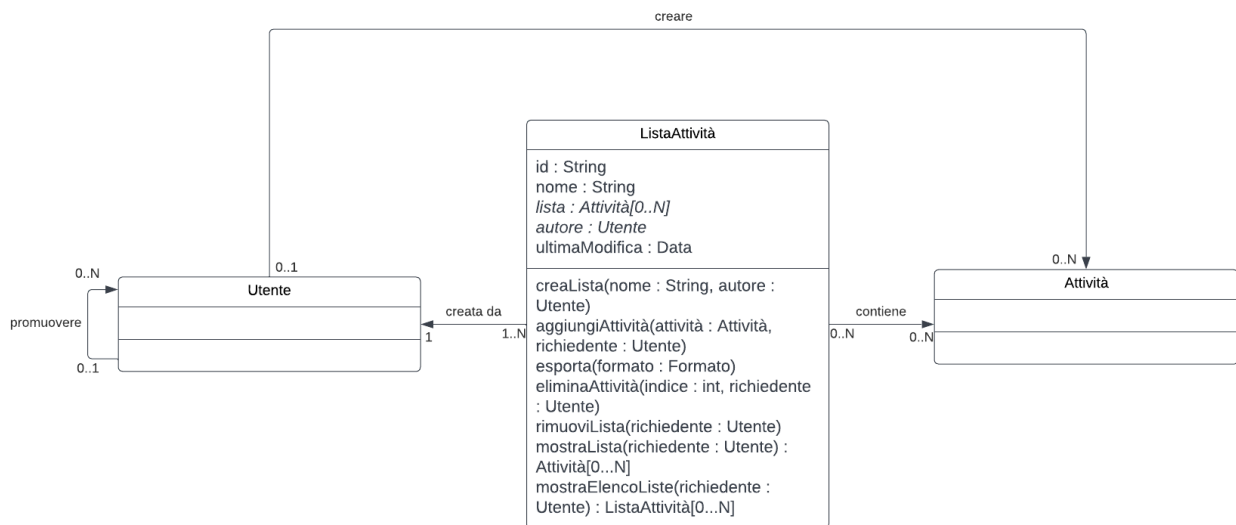 creare
ListaAttività
id : String
nome : String
lista : Attività[0..N]
autore : Utente
ultimaModifica : Data
0..N
0..1
0..N
Utente
Attività
creaLista(nome : String, autore :
Utente)
promuovere
creata da
contiene
aggiungiAttività(attività : Attività,
richiedente : Utente)
1
1..N
0..N
0..N
0..1
esporta(formato : Formato)
eliminaAttività(indice : int, richiedente
: Utente)
rimuoviLista(richiedente : Utente)
mostraLista(richiedente : Utente) :
Attività[0...N]
mostraElencoListe(richiedente :
Utente) : ListaAttività[0...N]